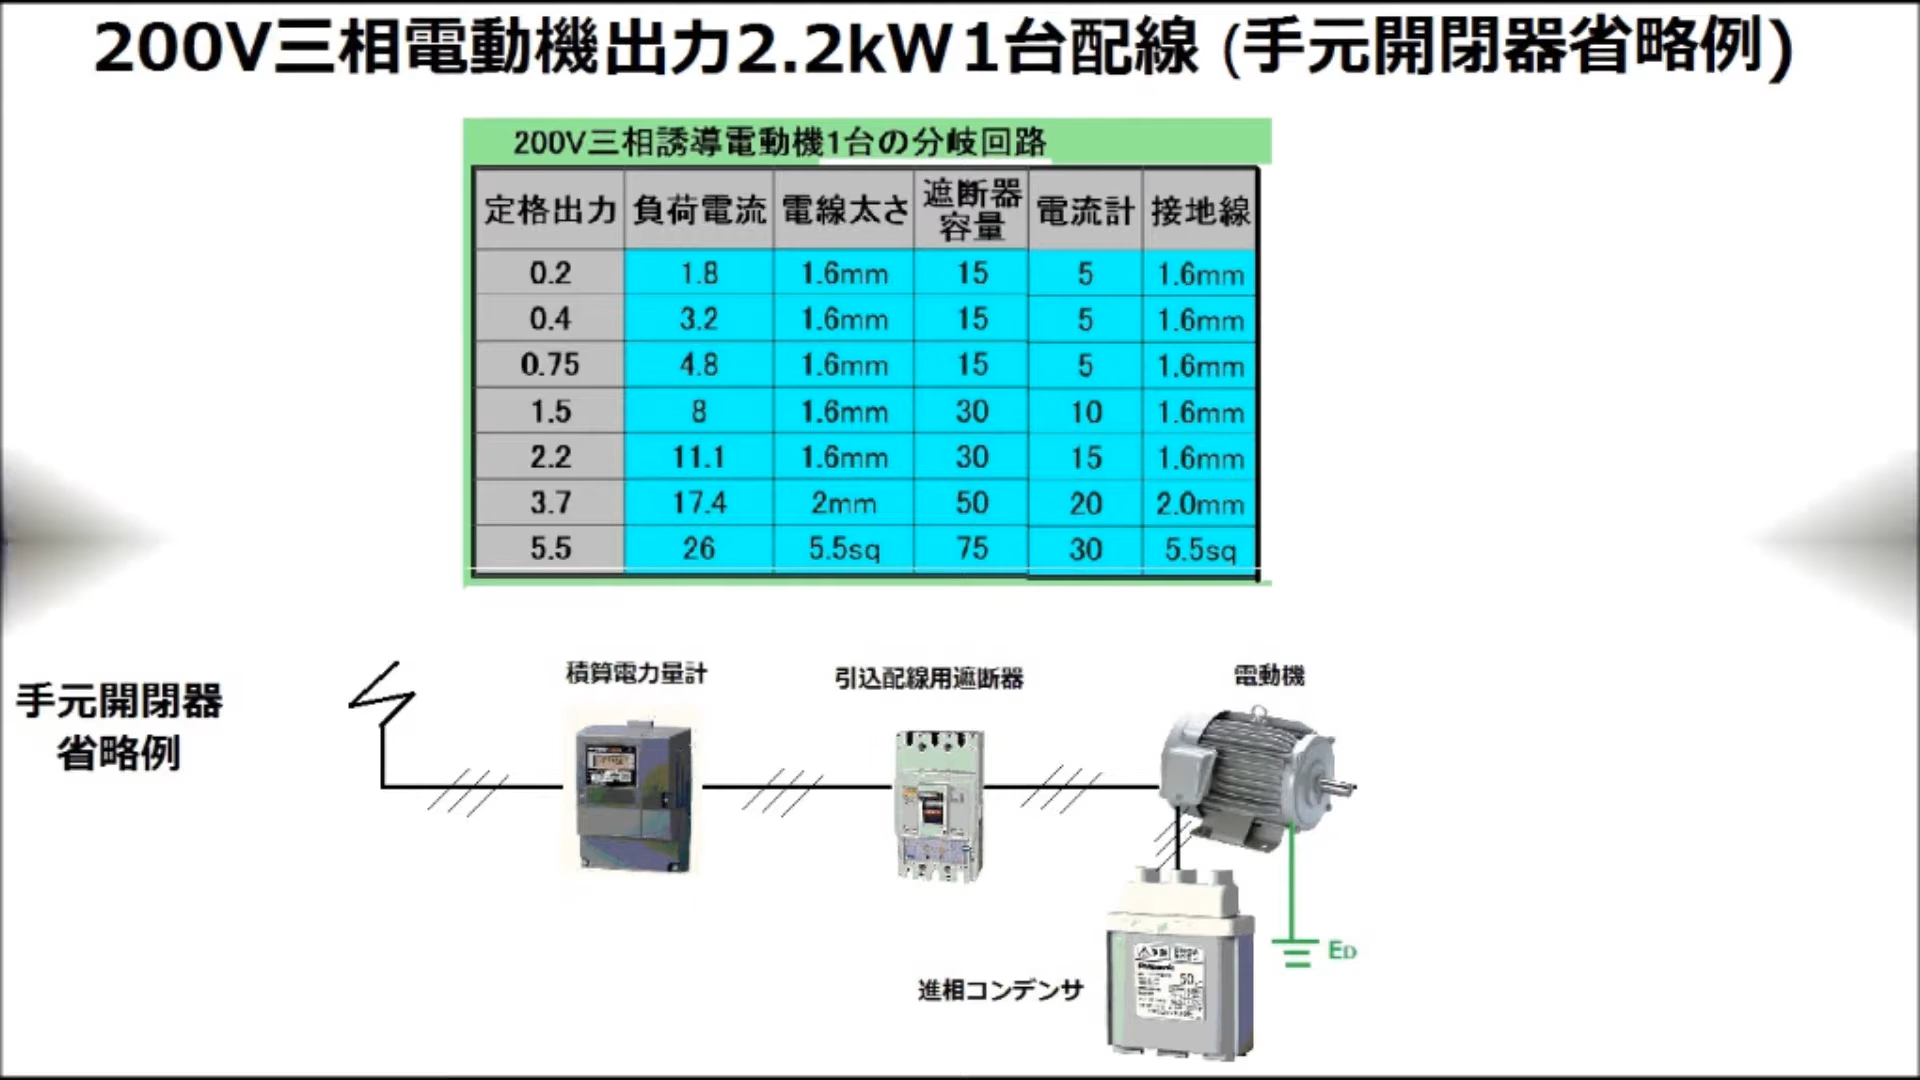 200V三相電動機出力2.2kW1台配線 (手元開閉器省略例)
200V三相誘導電動機1台の分岐回路
定格出力 負荷電流 電線太さ 遮断器容量 電流計 接地線
0.2 1.8 1.6mm 15 5 1.6mm
0.4 3.2 1.6mm 15 5 1.6mm
0.75 4.8 1.6mm 15 5 1.6mm
1.5 8 1.6mm 30 10 1.6mm
2.2 11.1 1.6mm 30 15 1.6mm
3.7 17.4 2mm 50 20 2.0mm
5.5 26 5.5sq 75 30 5.5sq
手元開閉器
省略例
積算電力量計
引込配線用遮断器
電動機
ED
進相コンデンサ
Panasonic
50